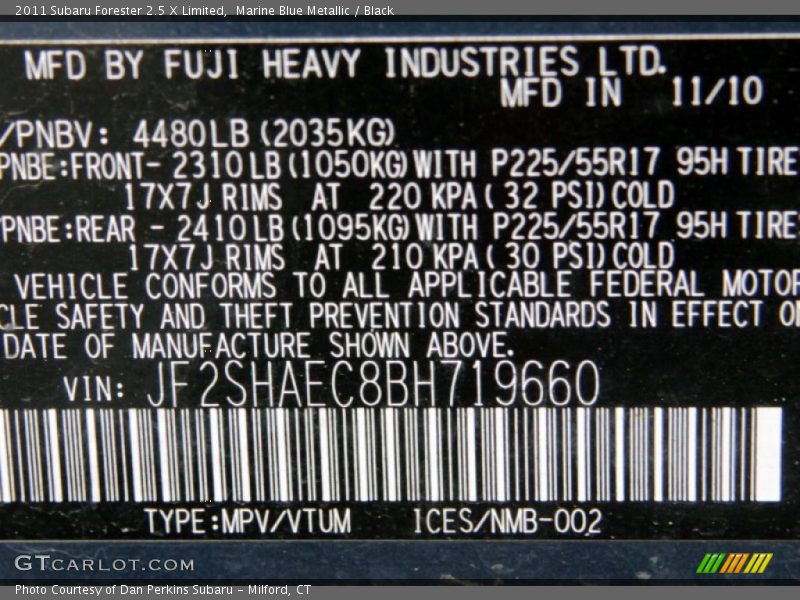 2011 Subaru Forester 2.5 X Limited,  Marine Blue Metallic / Black
MFD BY FUJI HEAVY INDUSTRIES LTD.
MFD IN 11/10
/PNBV: 4480LB (2035KG)
PNBE:FRONT- 2310LB (1050KG) WITH P225/55R17 95H TIRE
17X7J RIMS AT 220 KPA ( 32 PSI) COLD
PNBE:REAR - 2410LB (1095KG) WITH P225/55R17 95H TIRE
17X7J RIMS AT 210 KPA ( 30 PSI) COLD
VEHICLE CONFORMS TO ALL APPLICABLE FEDERAL MOTOR
CLE SAFETY AND THEFT PREVENTION STANDARDS IN EFFECT ON
DATE OF MANUFACTURE SHOWN ABOVE.
VIN: JF2SHAEC8BH719660
TYPE:MPV/VTUM ICES/NMB-002
GTCARLOT.COM
Photo Courtesy of Dan Perkins Subaru - Milford, CT